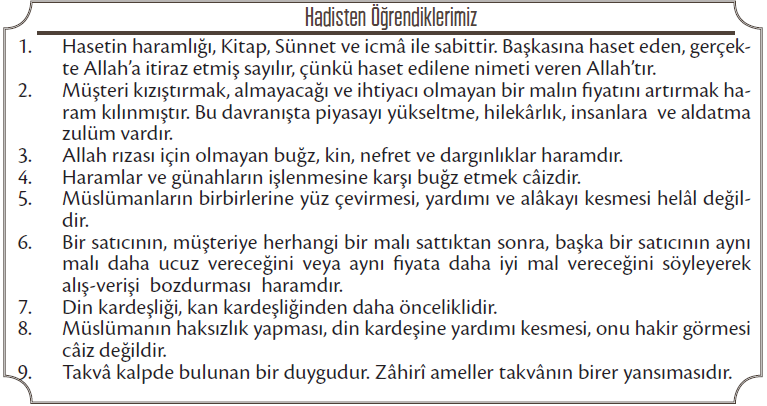 Hadisten Öğrendiklerimiz
1. Hasetin haramlığı, Kitap, Sünnet ve icmâ ile sabittir. Başkasına haset eden, gerçek-
te Allah'a itiraz etmiş sayılır, çünkü haset edilene nimeti veren Allah'tır.
2. Müşteri kızıştırmak, almayacağı ve ihtiyacı olmayan bir malın fiyatını artırmak ha-
ram kılınmıştır. Bu davranışta piyasayı yükseltme, hilekârlık, insanlara ve aldatma
zulüm vardır.
3. Allah rızası için olmayan buğz, kin, nefret ve dargınlıklar haramdır.
4. Haramlar ve günahların işlenmesine karşı buğz etmek câizdir.
5. Müslümanların birbirlerine yüz çevirmesi, yardımı ve alâkayı kesmesi helâl değil-
dir.
6. Bir satıcının, müşteriye herhangi bir malı sattıktan sonra, başka bir satıcının aynı
malı daha ucuz vereceğini veya aynı fiyata daha iyi mal vereceğini söyleyerek
alış-verişi bozdurması haramdır.
7. Din kardeşliği, kan kardeşliğinden daha önceliklidir.
8. Müslümanın haksızlık yapması, din kardeşine yardımı kesmesi, onu hakir görmesi
câiz değildir.
9. Takvâ kalpde bulunan bir duygudur. Zâhirî ameller takvânın birer yansımasıdır.